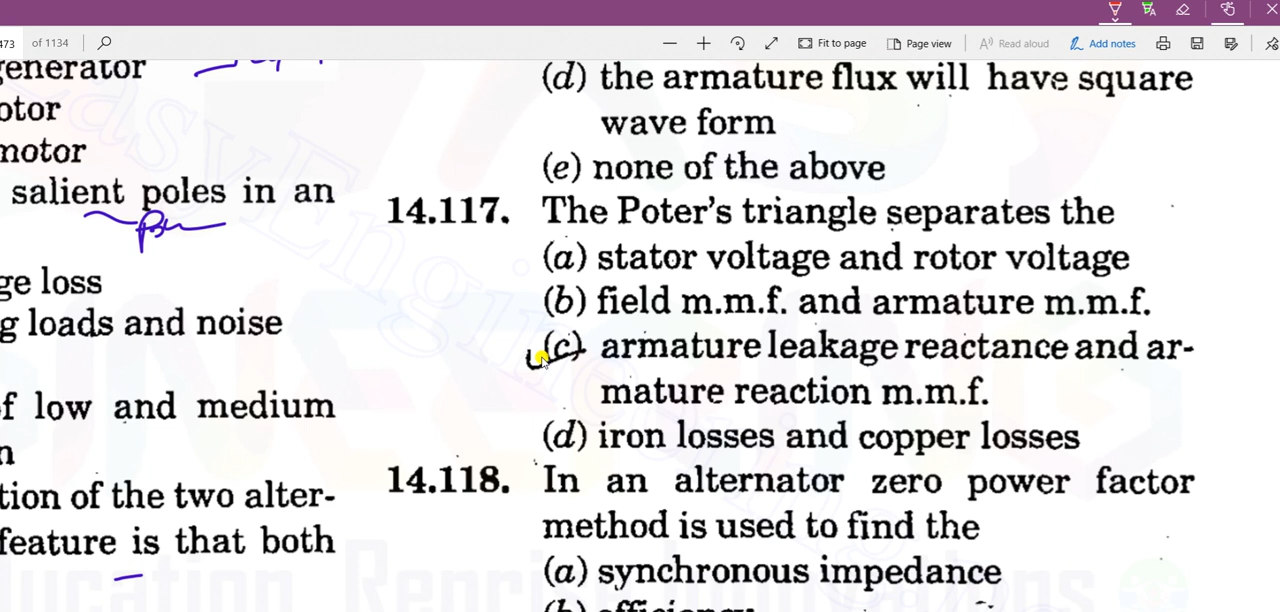 473 of 1134
Fit to page
Page view
Read aloud
Add notes
generator
otor
motor
salient poles in an
ge loss
g loads and noise
f low and medium
n
tion of the two alter-
feature is that both
(d) the armature flux will have square
wave form
(e) none of the above
14.117. The Poter's triangle separates the
(a) stator voltage and rotor voltage
(b) field m.m.f. and armature m.m.f.
(c) armature leakage reactance and ar-
mature reaction m.m.f.
(d) iron losses and copper losses
14.118. In an alternator zero power factor
method is used to find the
(a) synchronous impedance
(b) efficiency